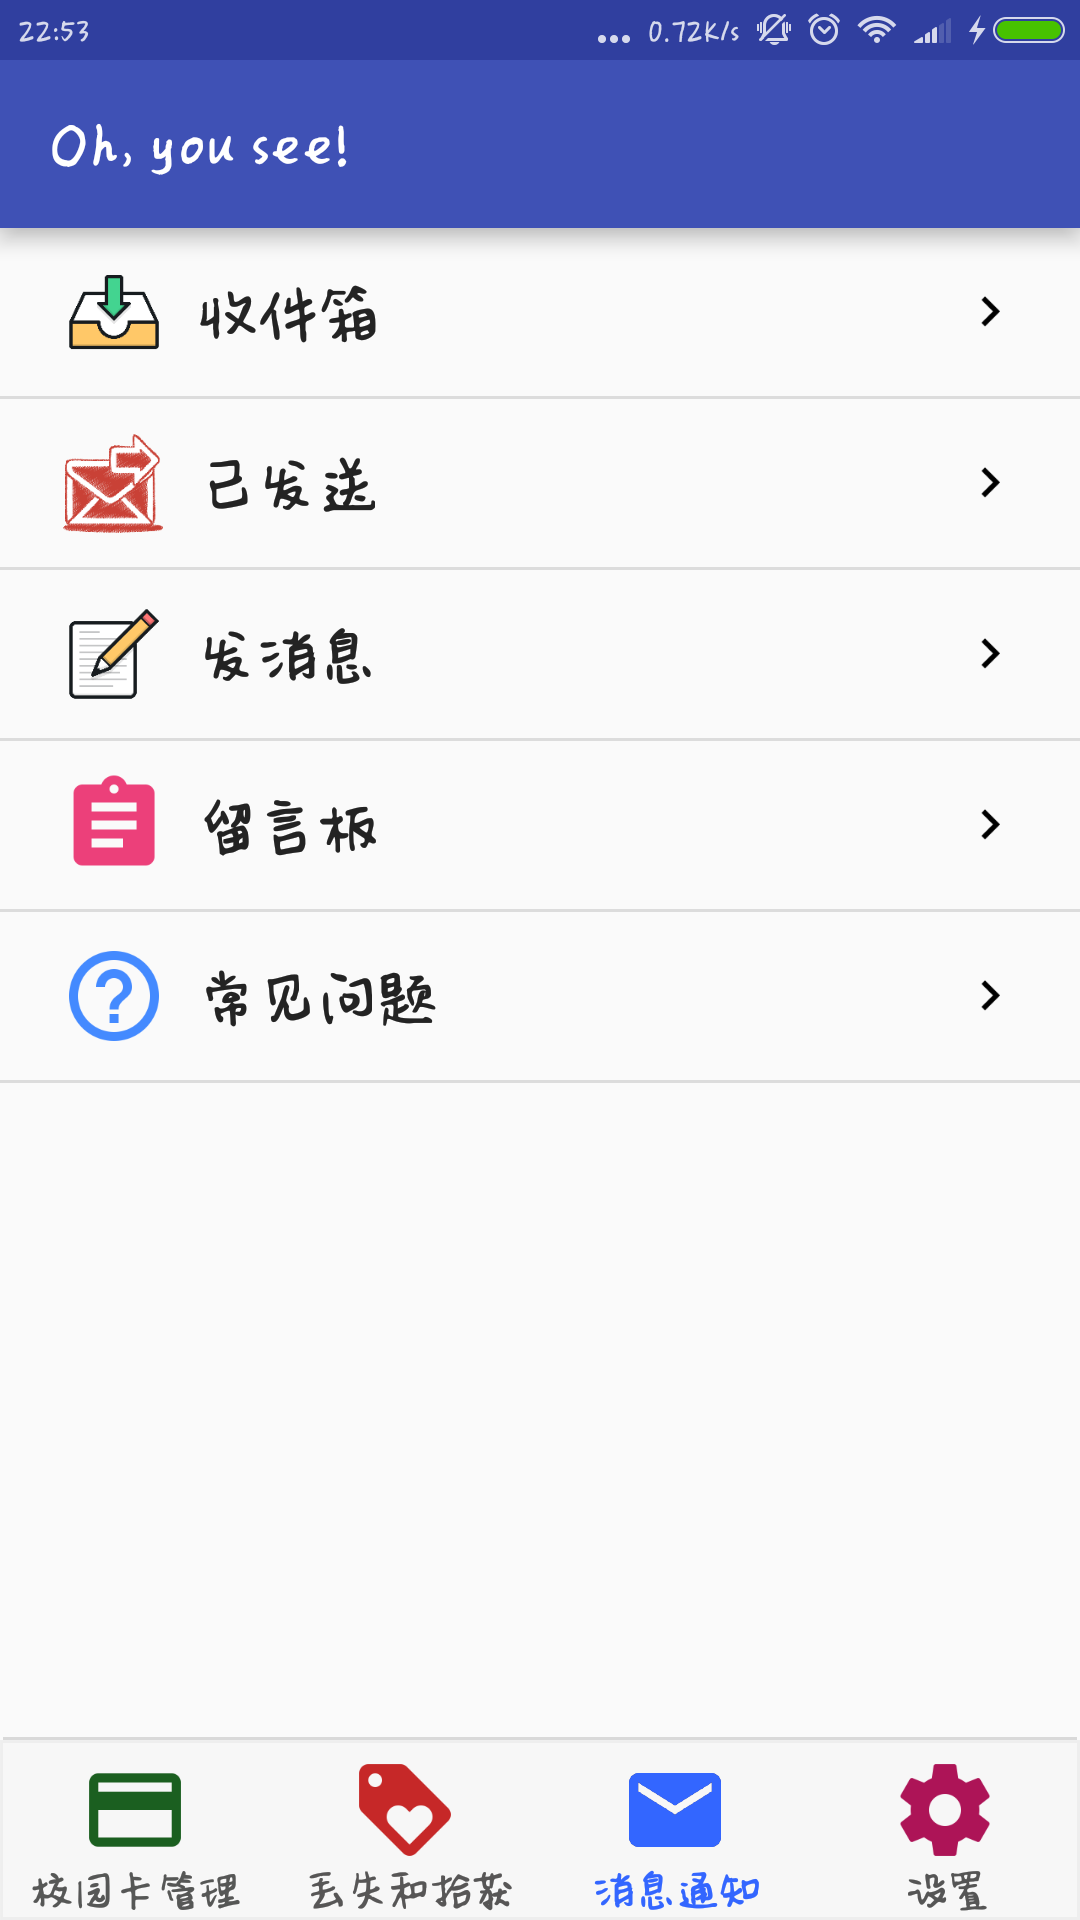 22:53 ... 0.72K/s
Oh, you see!
收件箱
已发送
发消息
留言板
常见问题
校园卡管理 丢失和拾获 消息通知 设置